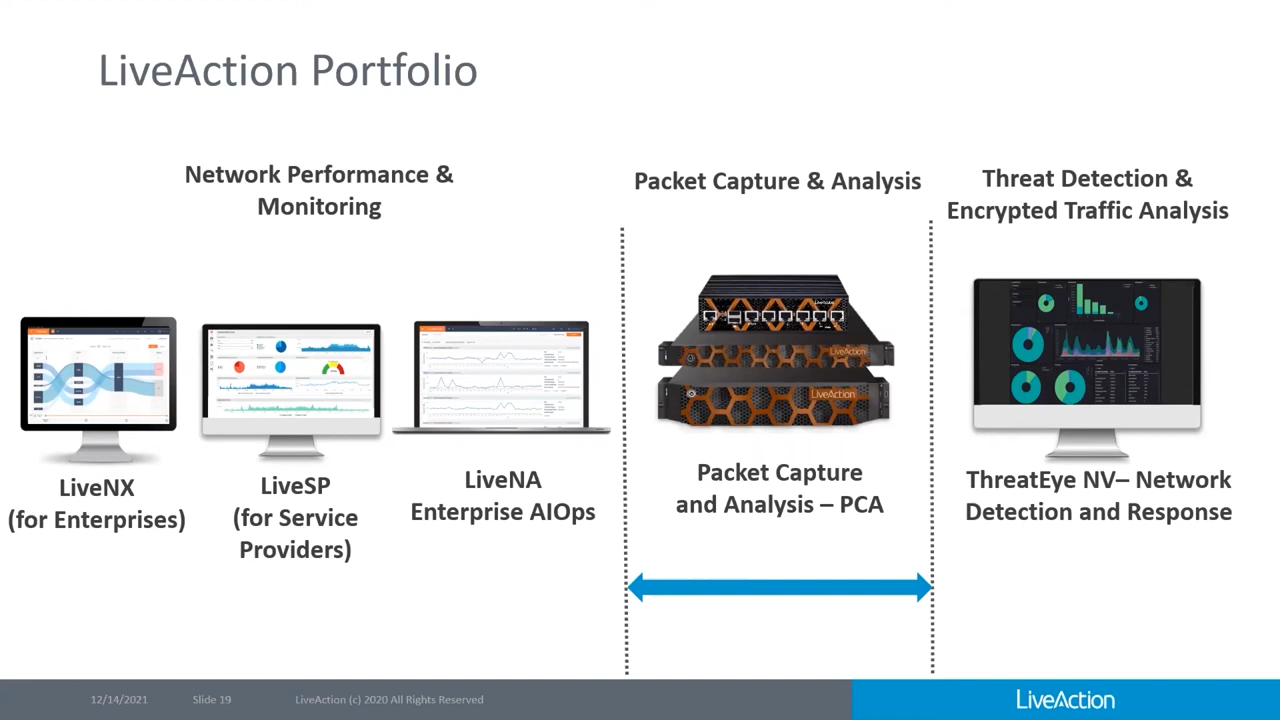 LiveAction Portfolio
Network Performance &
Monitoring
Packet Capture & Analysis
Threat Detection &
Encrypted Traffic Analysis
LiveAction
LiveAction
LiveNX
(for Enterprises)
LiveSP
(for Service
Providers)
LiveNA
Enterprise AIOps
Packet Capture
and Analysis – PCA
ThreatEye NV– Network
Detection and Response
12/14/2021
Slide 19
LiveAction (c) 2020 All Rights Reserved
LiveAction